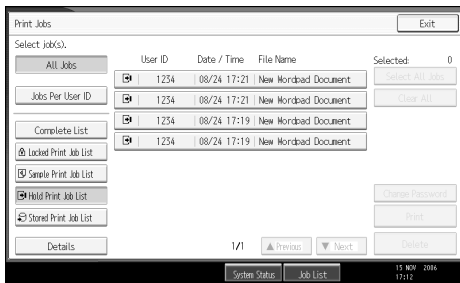 Print Jobs
Exit
Select job(s).
All Jobs
Jobs Per User ID
Complete List
Locked Print Job List
Sample Print Job List
Hold Print Job List
Stored Print Job List
Details
User ID Date / Time File Name
1234 08/24 17:21 New Wordpad Document
1234 08/24 17:21 New Wordpad Document
1234 08/24 17:19 New Wordpad Document
1234 08/24 17:19 New Wordpad Document
1/1 ▲ Previous ▼ Next
Selected: 0
Select All Jobs
Clear All
Change Password
Print
Delete
System Status Job List
15 NOV 2006
17:12